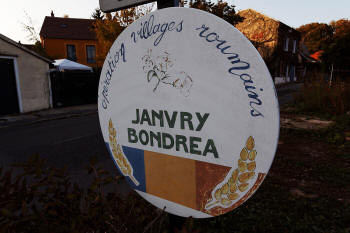 opération villages roumains
JANVRY
BONDREA